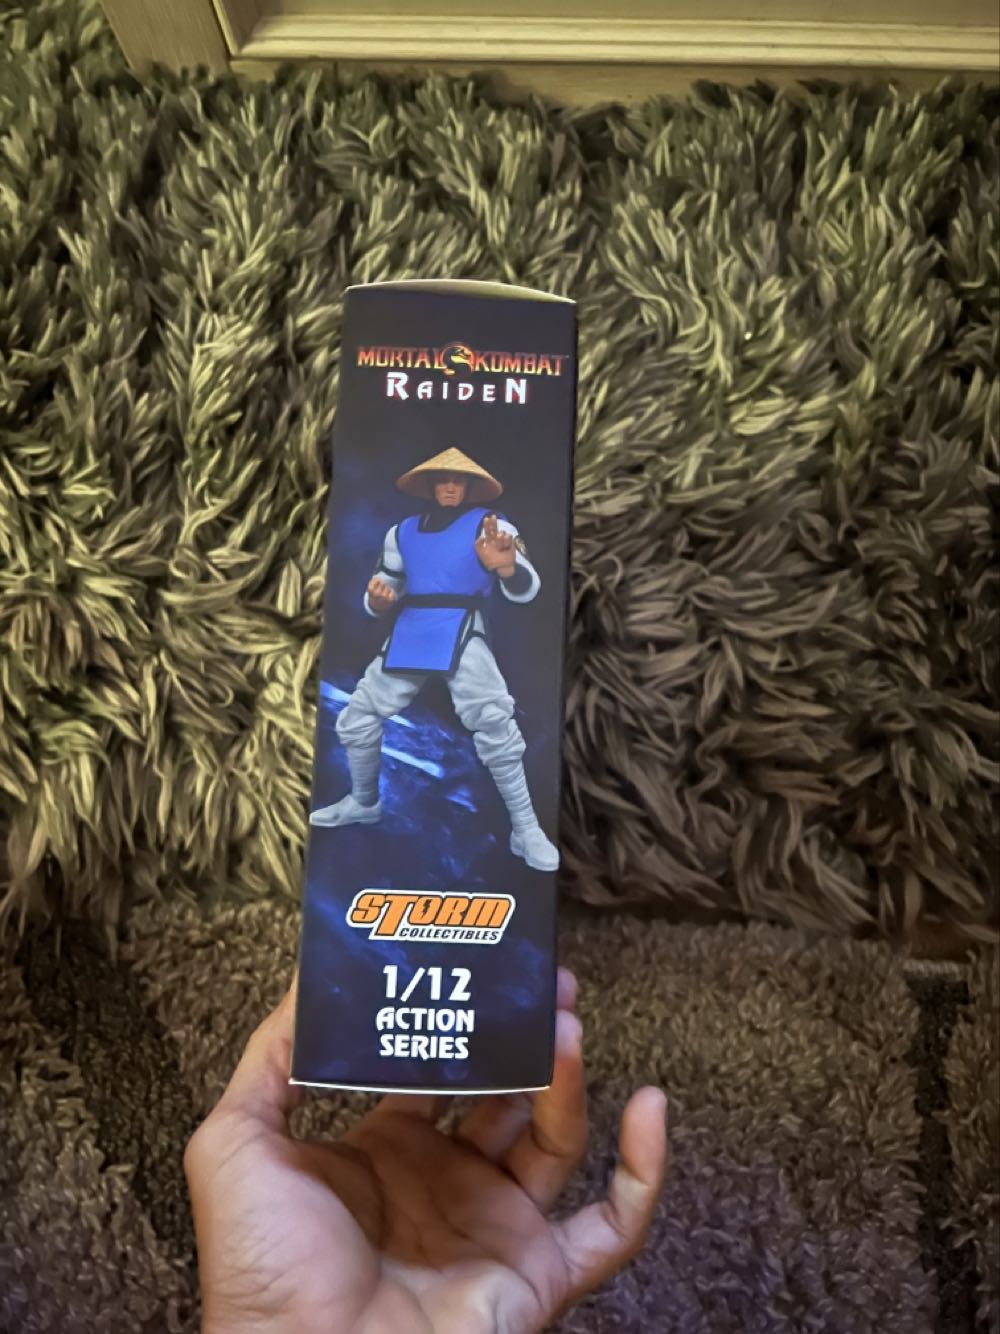 MORTAL KOMBAT
RAIDEN
STORM
COLLECTIBLES
1/12
ACTION
SERIES